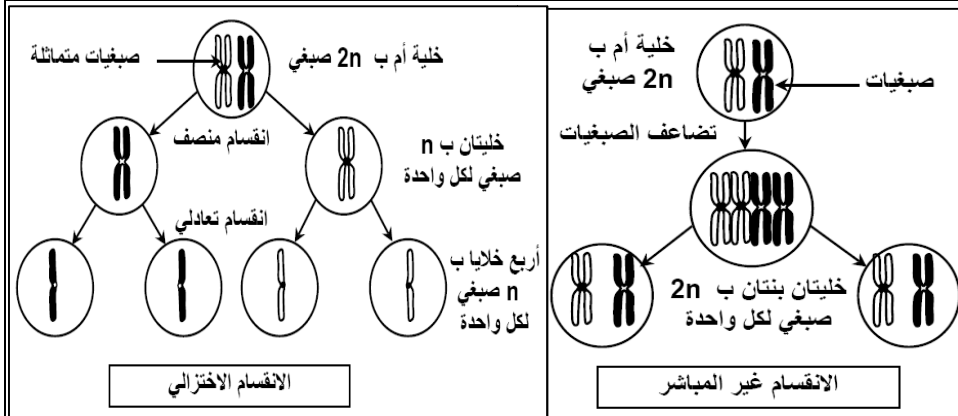 خلية أم ب 2n صبغي
صبغيات متماثلة
انقسام منصف
خليتان ب n
صبغي لكل واحدة
انقسام تعادلي
أربع خلايا ب
n صبغي
لكل واحدة
الانقسام الاختزالي
خلية أم ب
2n صبغي
صبغيات
تضاعف الصبغيات
خليتان بنتان ب 2n
صبغي لكل واحدة
الانقسام غير المباشر